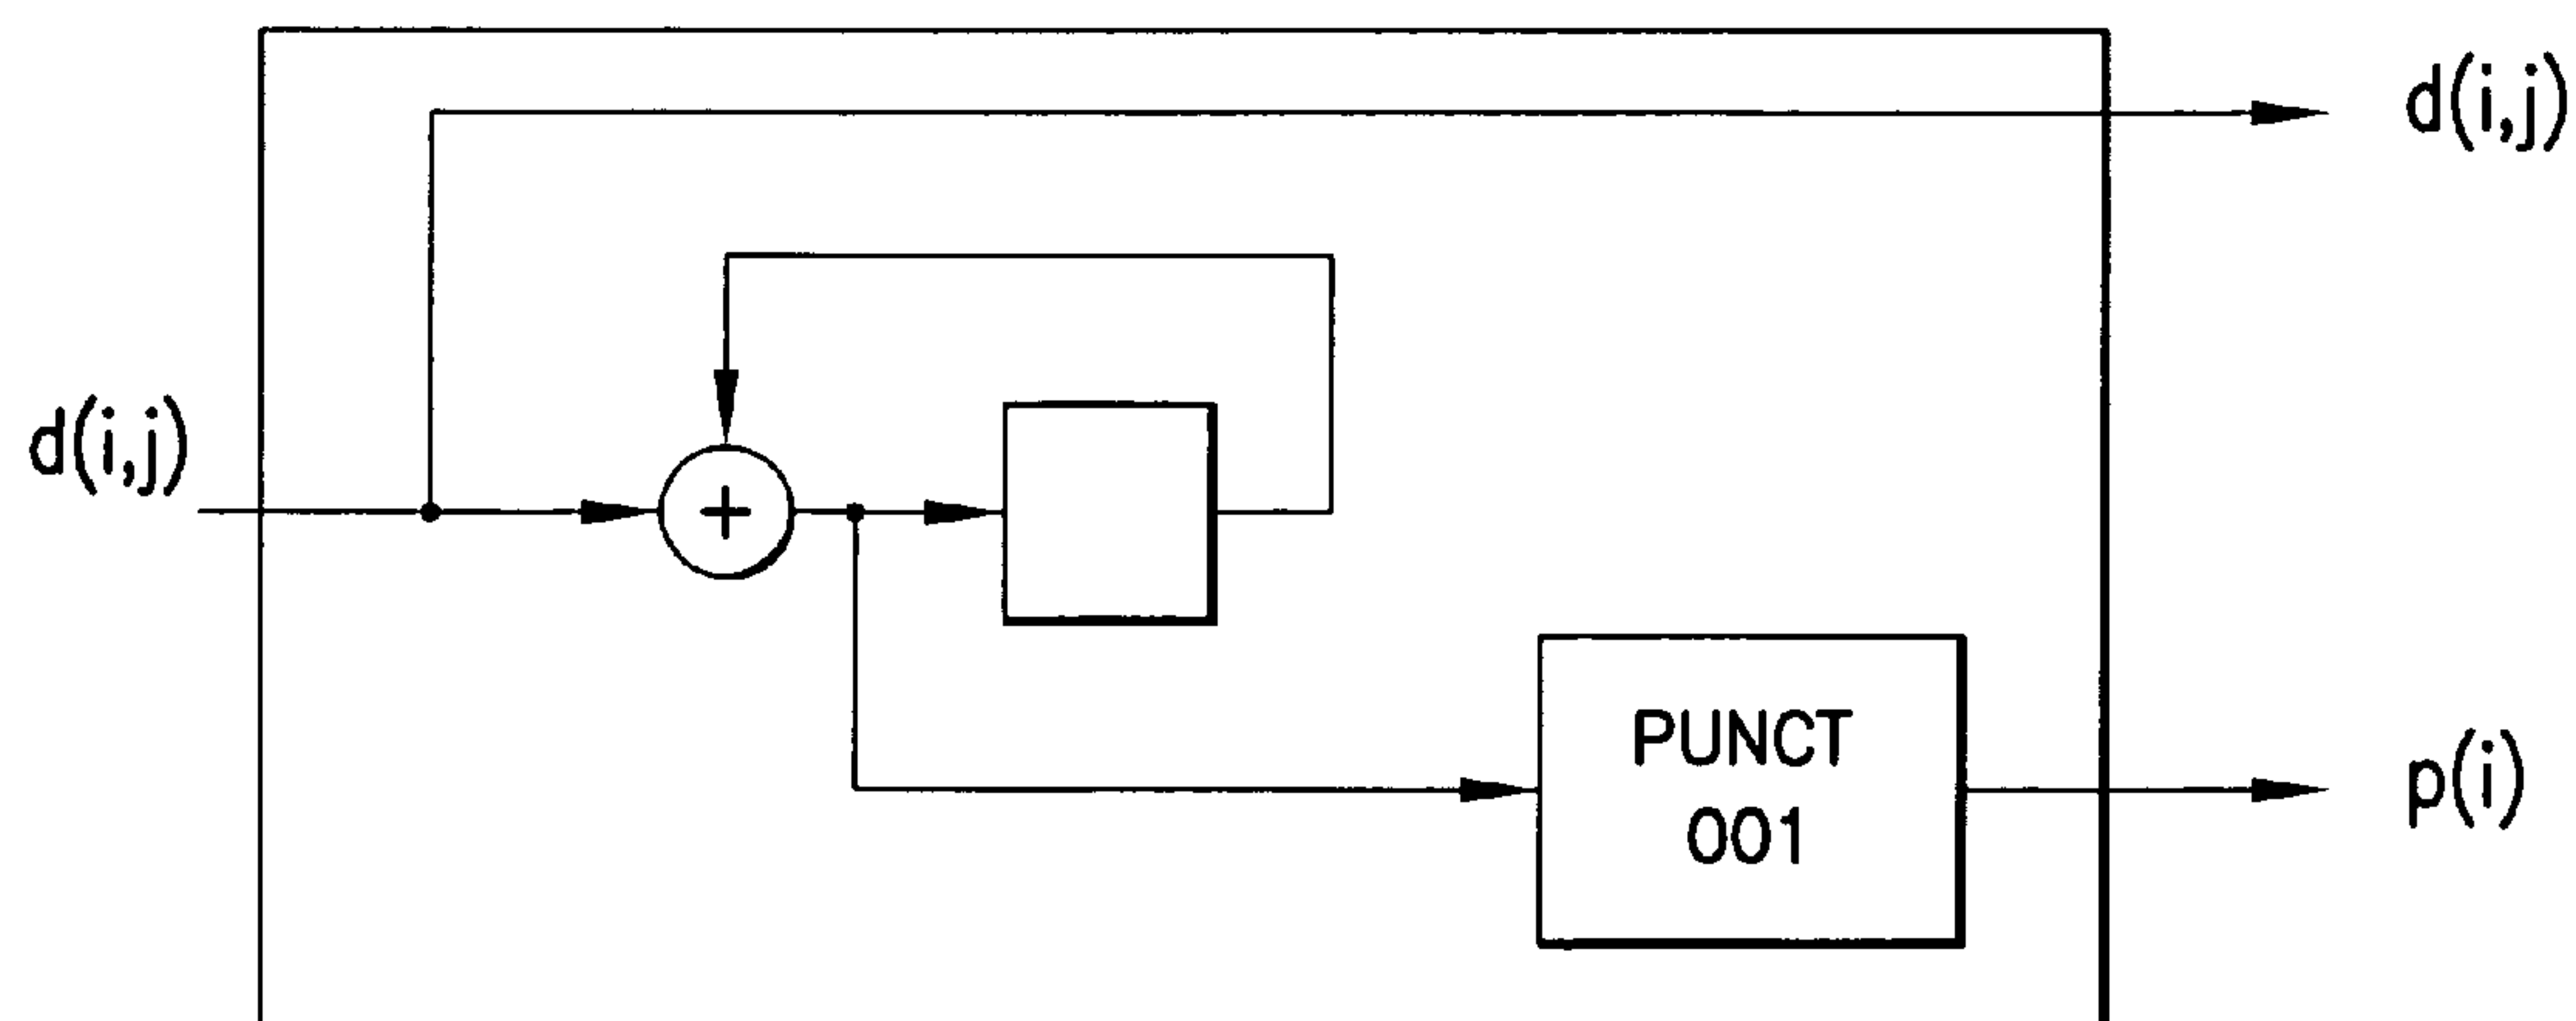 d(i,j)
d(i,j)
+
PUNCT
001
p(i)